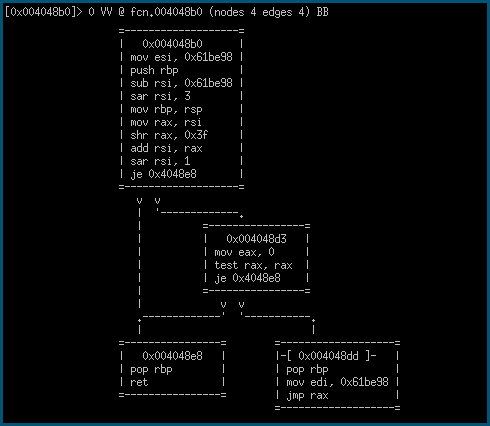 [0x004048b0]> 0 VV @ fcn.004048b0 (nodes 4 edges 4) BB
0x004048b0
mov esi, 0x61be98
push rbp
sub rsi, 0x61be98
sar rsi, 3
mov rbp, rsp
mov rax, rsi
shr rax, 0x3f
add rsi, rax
sar rsi, 1
je 0x4048e8
v v
0x004048d3
mov eax, 0
test rax, rax
je 0x4048e8
v v
0x004048e8
pop rbp
ret
-[ 0x004048dd ]-
pop rbp
mov edi, 0x61be98
jmp rax